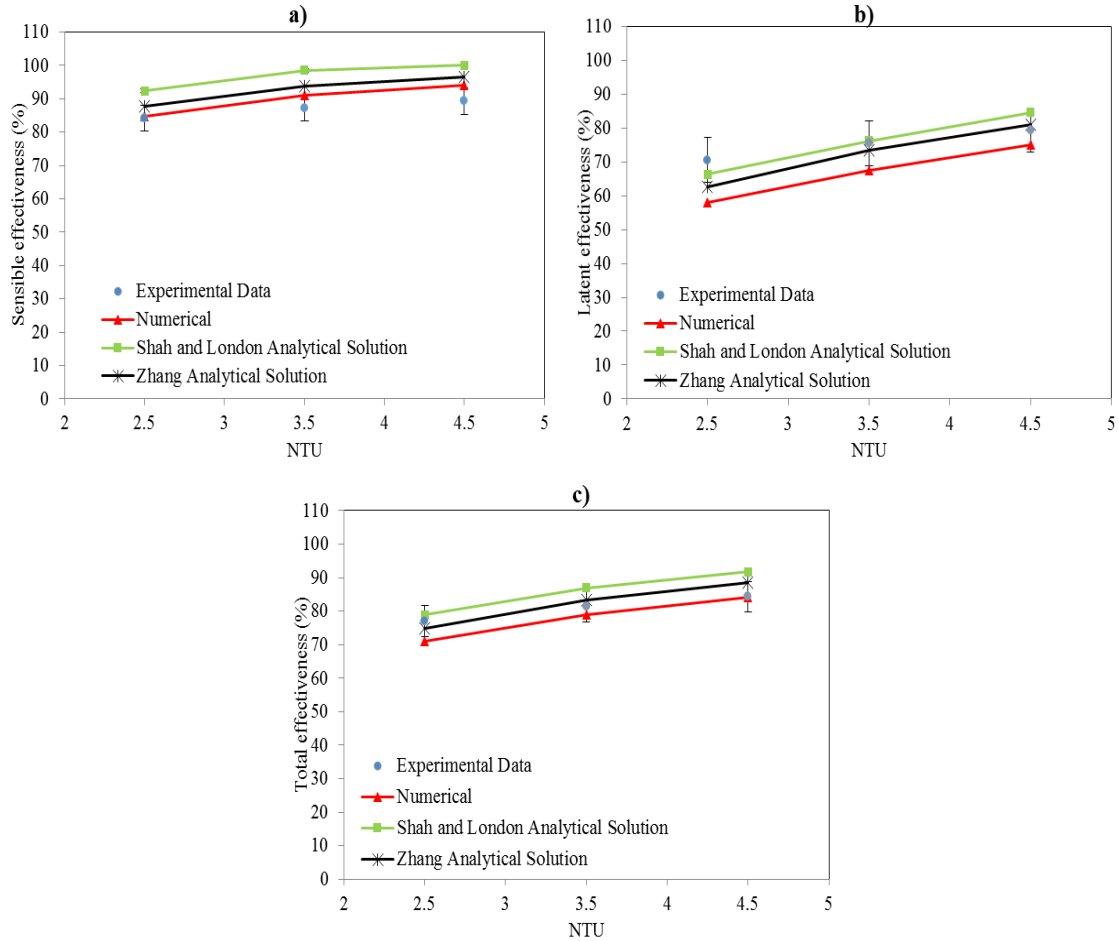 a)
110
100
90
80
70
60
50
40
30
20
10
0
Sensible effectiveness (%)
Experimental Data
Numerical
Shah and London Analytical Solution
Zhang Analytical Solution
2 2.5 3 3.5 4 4.5 5
NTU
b)
110
100
90
80
70
60
50
40
30
20
10
0
Latent effectiveness (%)
Experimental Data
Numerical
Shah and London Analytical Solution
Zhang Analytical Solution
2 2.5 3 3.5 4 4.5 5
NTU
c)
110
100
90
80
70
60
50
40
30
20
10
0
Total effectiveness (%)
Experimental Data
Numerical
Shah and London Analytical Solution
Zhang Analytical Solution
2 2.5 3 3.5 4 4.5 5
NTU